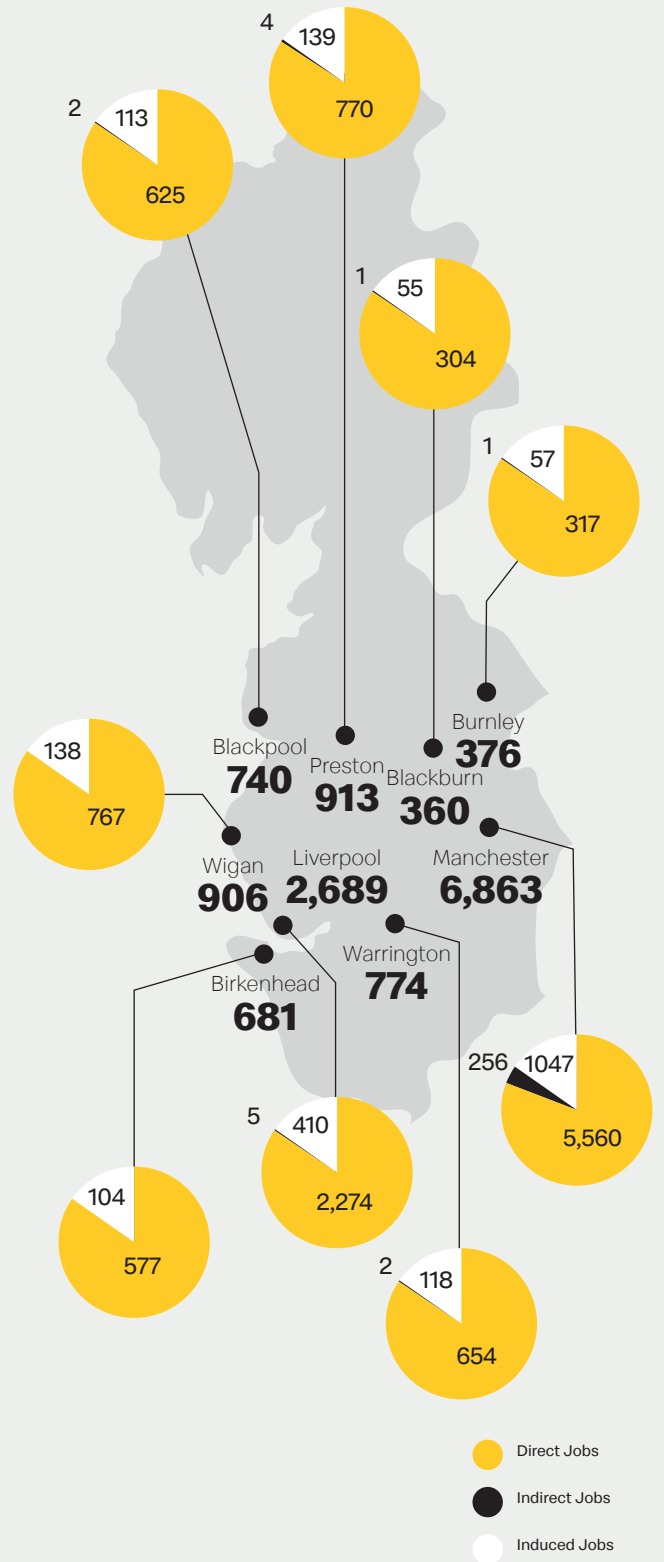 4
139
770
2
113
625
1
55
304
1
57
317
Burnley
376
Blackpool
740
Preston
913
Blackburn
360
138
767
Wigan
906
Liverpool
2,689
Manchester
6,863
Warrington
774
Birkenhead
681
256
1047
5,560
5
410
2,274
104
577
2
118
654
Direct Jobs
Indirect Jobs
Induced Jobs